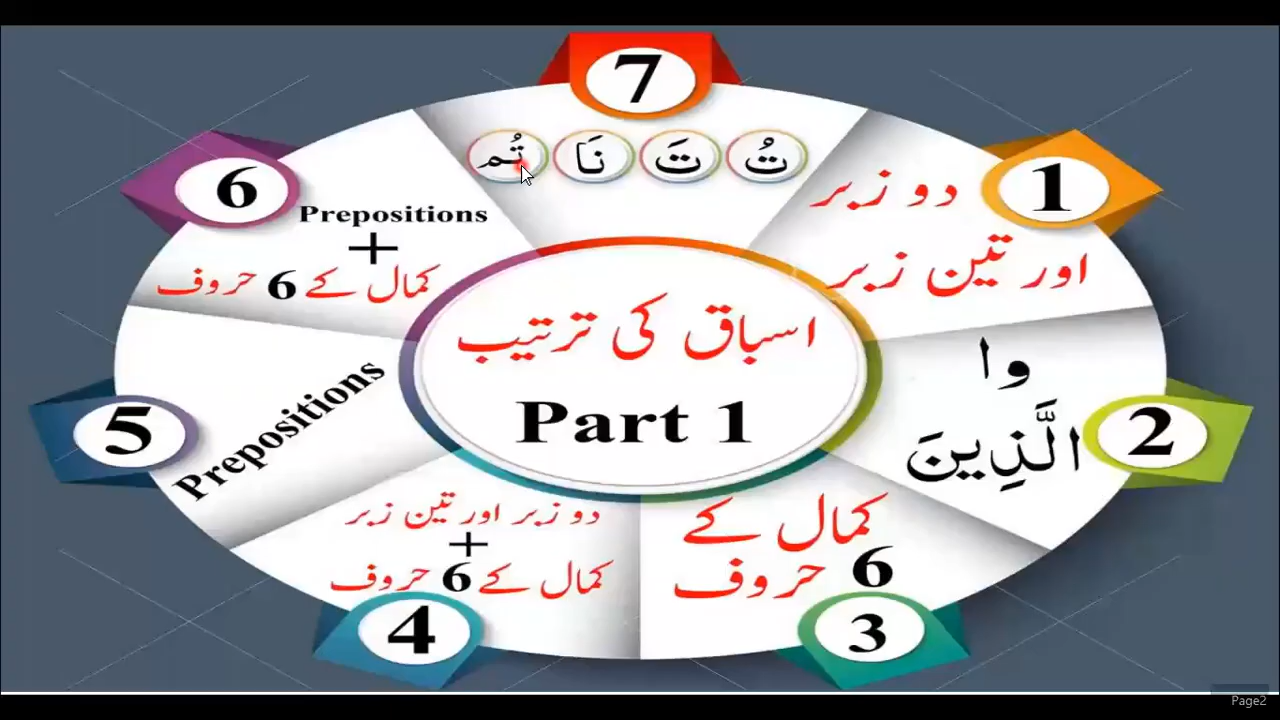 7
تُ تَ نَا تُم
1
دو زبر
اور تین زبر
2
وا
الَّذِينَ
3
کمال کے
6 حروف
4
دو زبر اور تین زبر
+
کمال کے 6 حروف
5
Prepositions
6
Prepositions
+
کمال کے 6 حروف
اسباق کی ترتیب
Part 1
Page2